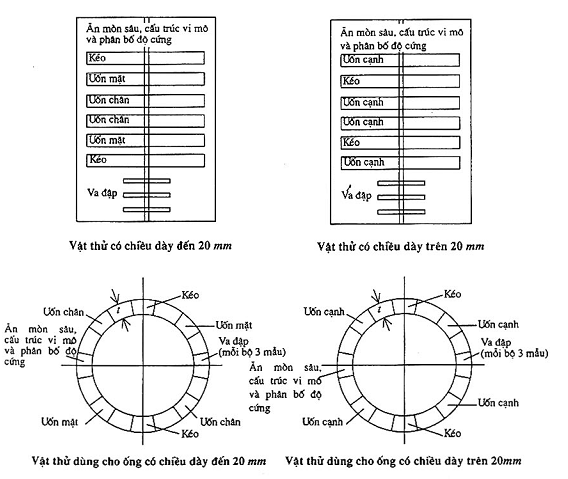 Ăn mòn sâu, cấu trúc vi mô
và phân bố độ cứng
Kéo
Uốn mặt
Uốn chân
Uốn chân
Uốn mặt
Kéo
Va đập
Vật thử có chiều dày đến 20 mm
Ăn mòn sâu, cấu trúc vi mô
và phân bố độ cứng
Uốn cạnh
Kéo
Uốn cạnh
Uốn cạnh
Kéo
Uốn cạnh
Va đập
Vật thử có chiều dày trên 20 mm
Kéo
t
Uốn chân
Uốn mặt
Ăn mòn sâu,
cấu trúc vi mô
và phân bố độ
cứng
Va đập
(mỗi bộ 3 mẫu)
Uốn mặt
Uốn chân
Kéo
Vật thử dùng cho ống có chiều dày đến 20 mm
Kéo
t
Uốn cạnh
Uốn cạnh
Va đập
(mỗi bộ 3 mẫu)
Ăn mòn sâu,
cấu trúc vi mô
và phân bố độ
cứng
Uốn cạnh
Uốn cạnh
Kéo
Vật thử dùng cho ống có chiều dày trên 20mm